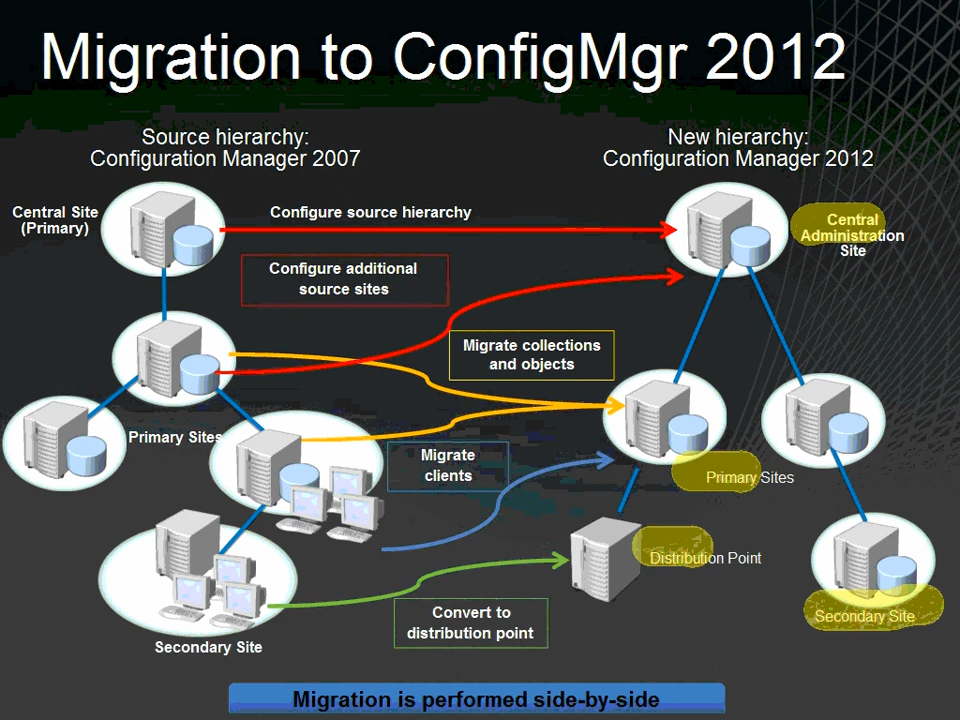 Migration to ConfigMgr 2012
Source hierarchy:
Configuration Manager 2007
New hierarchy:
Configuration Manager 2012
Central Site
(Primary)
Configure source hierarchy
Central
Administration
Site
Configure additional
source sites
Migrate collections
and objects
Primary Sites
Migrate
clients
Primary Sites
Distribution Point
Convert to
distribution point
Secondary Site
Secondary Site
Migration is performed side-by-side